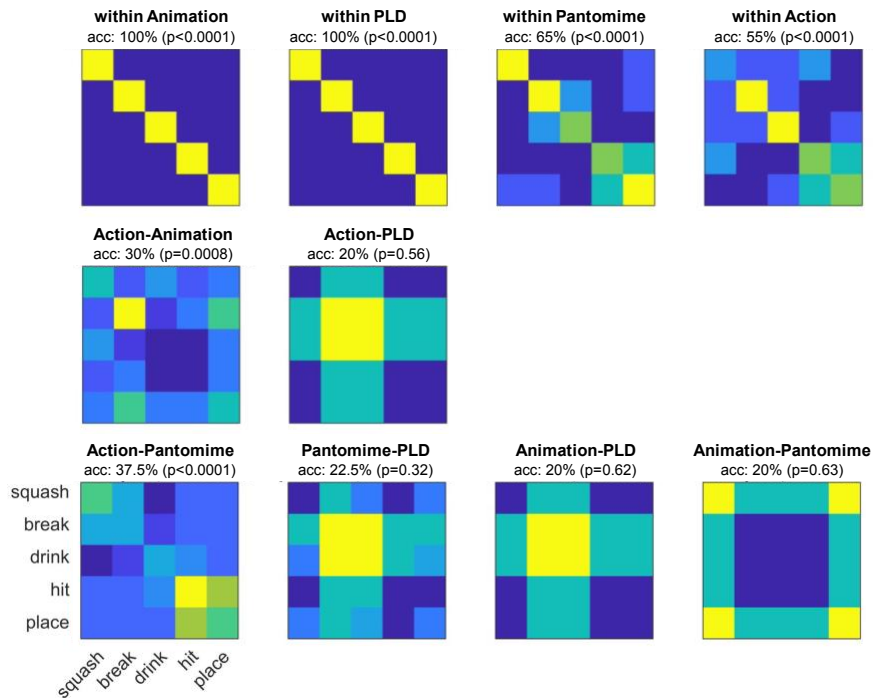 within Animation
acc: 100% (p<0.0001)
within PLD
acc: 100% (p<0.0001)
within Pantomime
acc: 65% (p<0.0001)
within Action
acc: 55% (p<0.0001)
Action-Animation
acc: 30% (p=0.0008)
Action-PLD
acc: 20% (p=0.56)
Action-Pantomime
acc: 37.5% (p<0.0001)
Pantomime-PLD
acc: 22.5% (p=0.32)
Animation-PLD
acc: 20% (p=0.62)
Animation-Pantomime
acc: 20% (p=0.63)
squash
break
drink
hit
place
squash
break
drink
hit
place